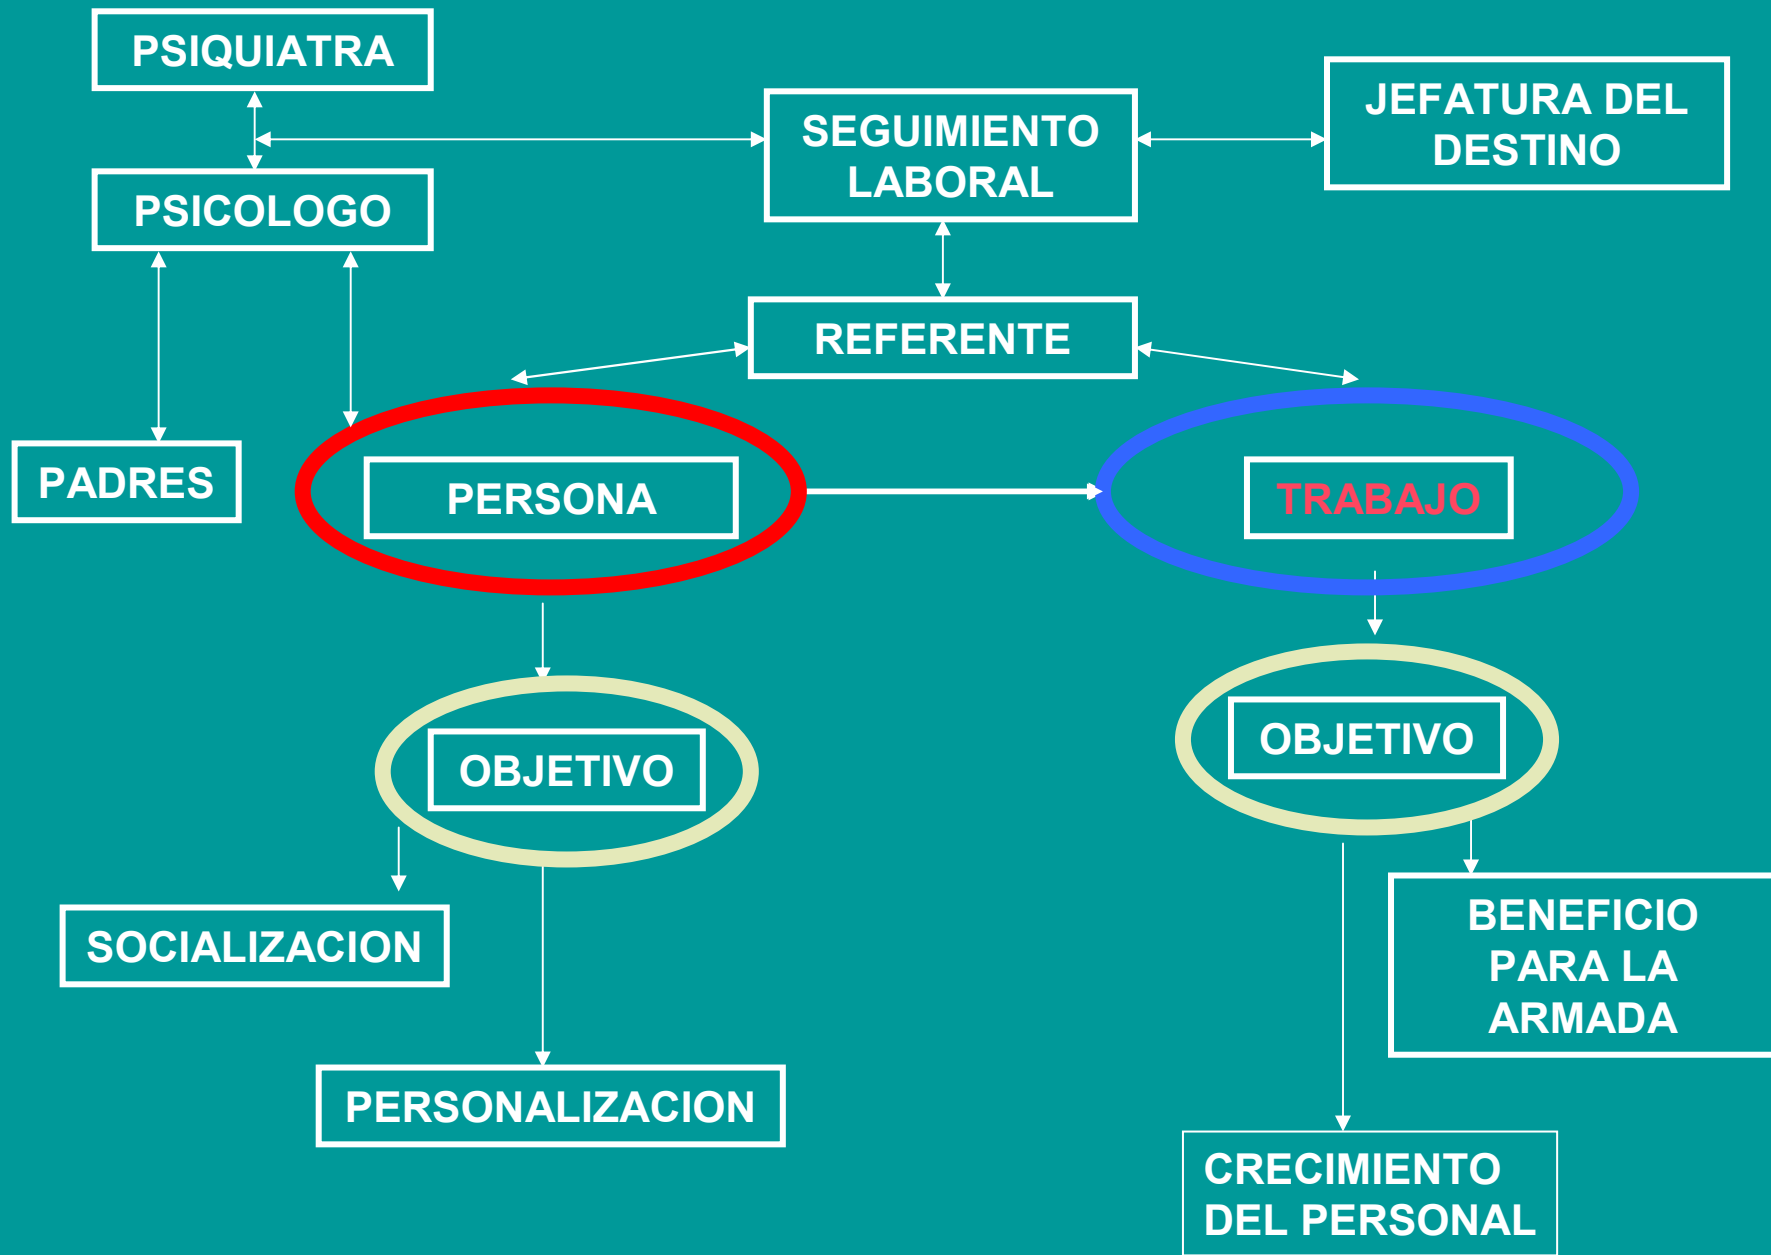 PSIQUIATRA
SEGUIMIENTO
LABORAL
JEFATURA DEL
DESTINO
PSICOLOGO
REFERENTE
PADRES
PERSONA
TRABAJO
OBJETIVO
OBJETIVO
SOCIALIZACION
BENEFICIO
PARA LA
ARMADA
PERSONALIZACION
CRECIMIENTO
DEL PERSONAL